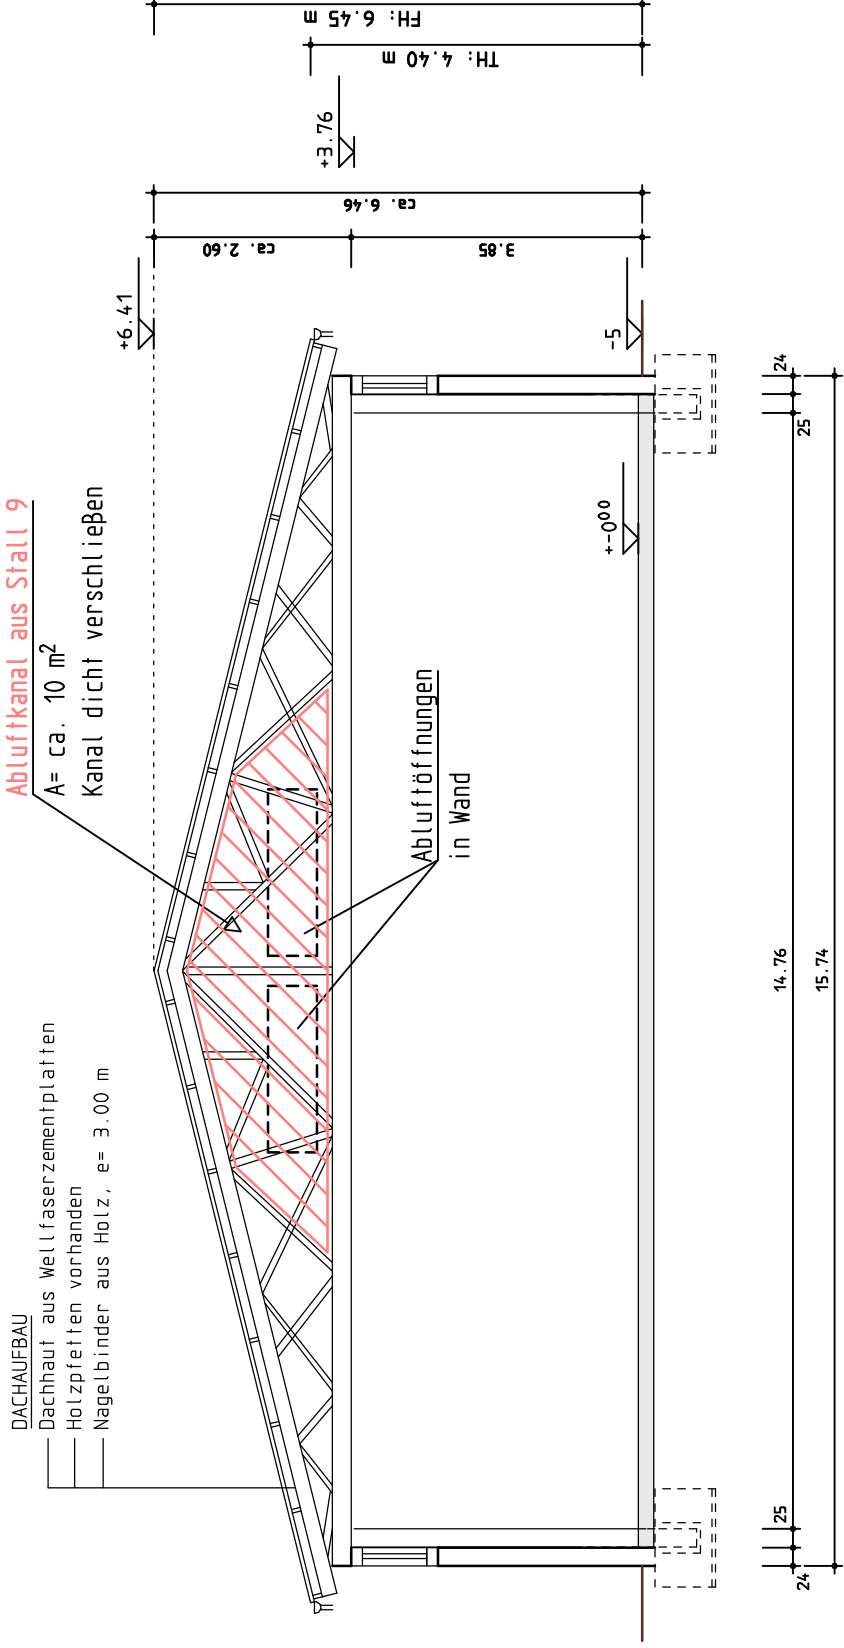 DACHAUFBAU
Dachhaut aus Wellfaserzementplatten
Holzpfetten vorhanden
Nagelbinder aus Holz, e= 3.00 m
Abluftkanal aus Stall 9
A= ca. 10 m²
Kanal dicht verschließen
Abluftöffnungen
in Wand
+6.41
+3.76
-5
+-0⁰⁰
ca. 2.60
3.85
ca. 6.46
TH: 4.40 m
FH: 6.45 m
24
25
14.76
25
24
15.74